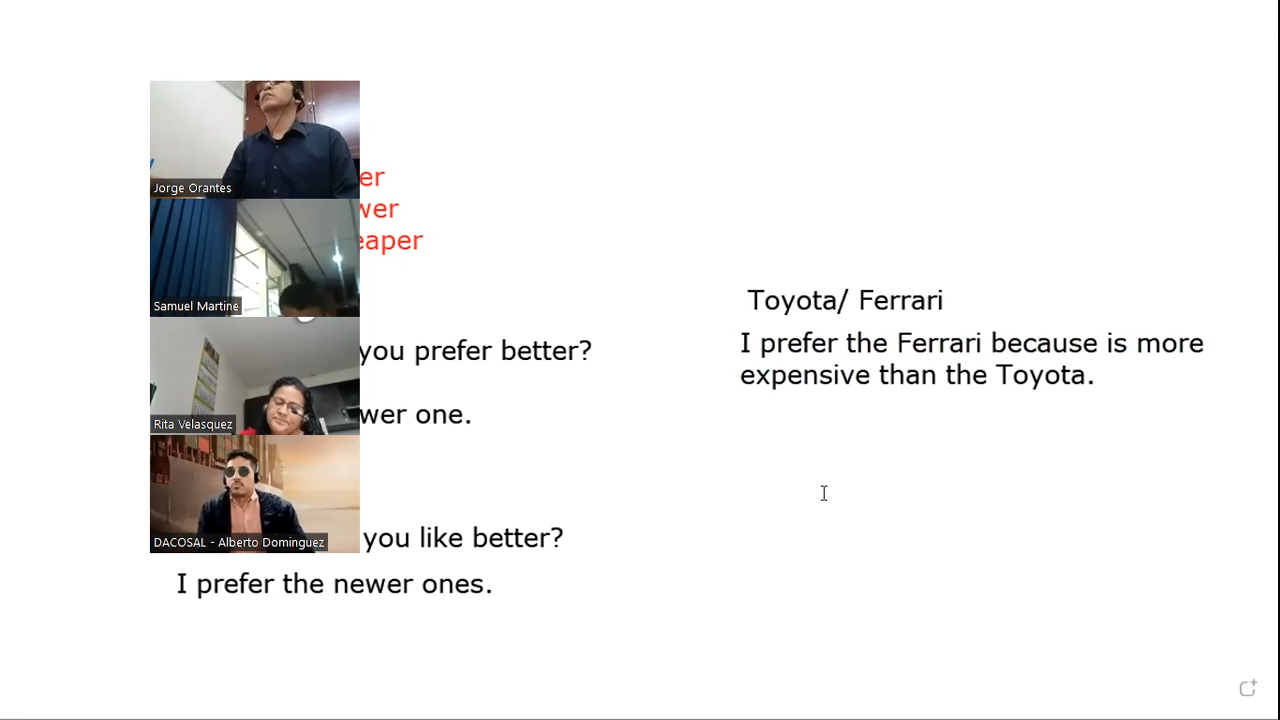 Jorge Orantes
Samuel Martine
Rita Velasquez
DACOSAL - Alberto Dominguez
er
wer
eaper
you prefer better?
wer one.
you like better?
I prefer the newer ones.
Toyota/ Ferrari
I prefer the Ferrari because is more
expensive than the Toyota.